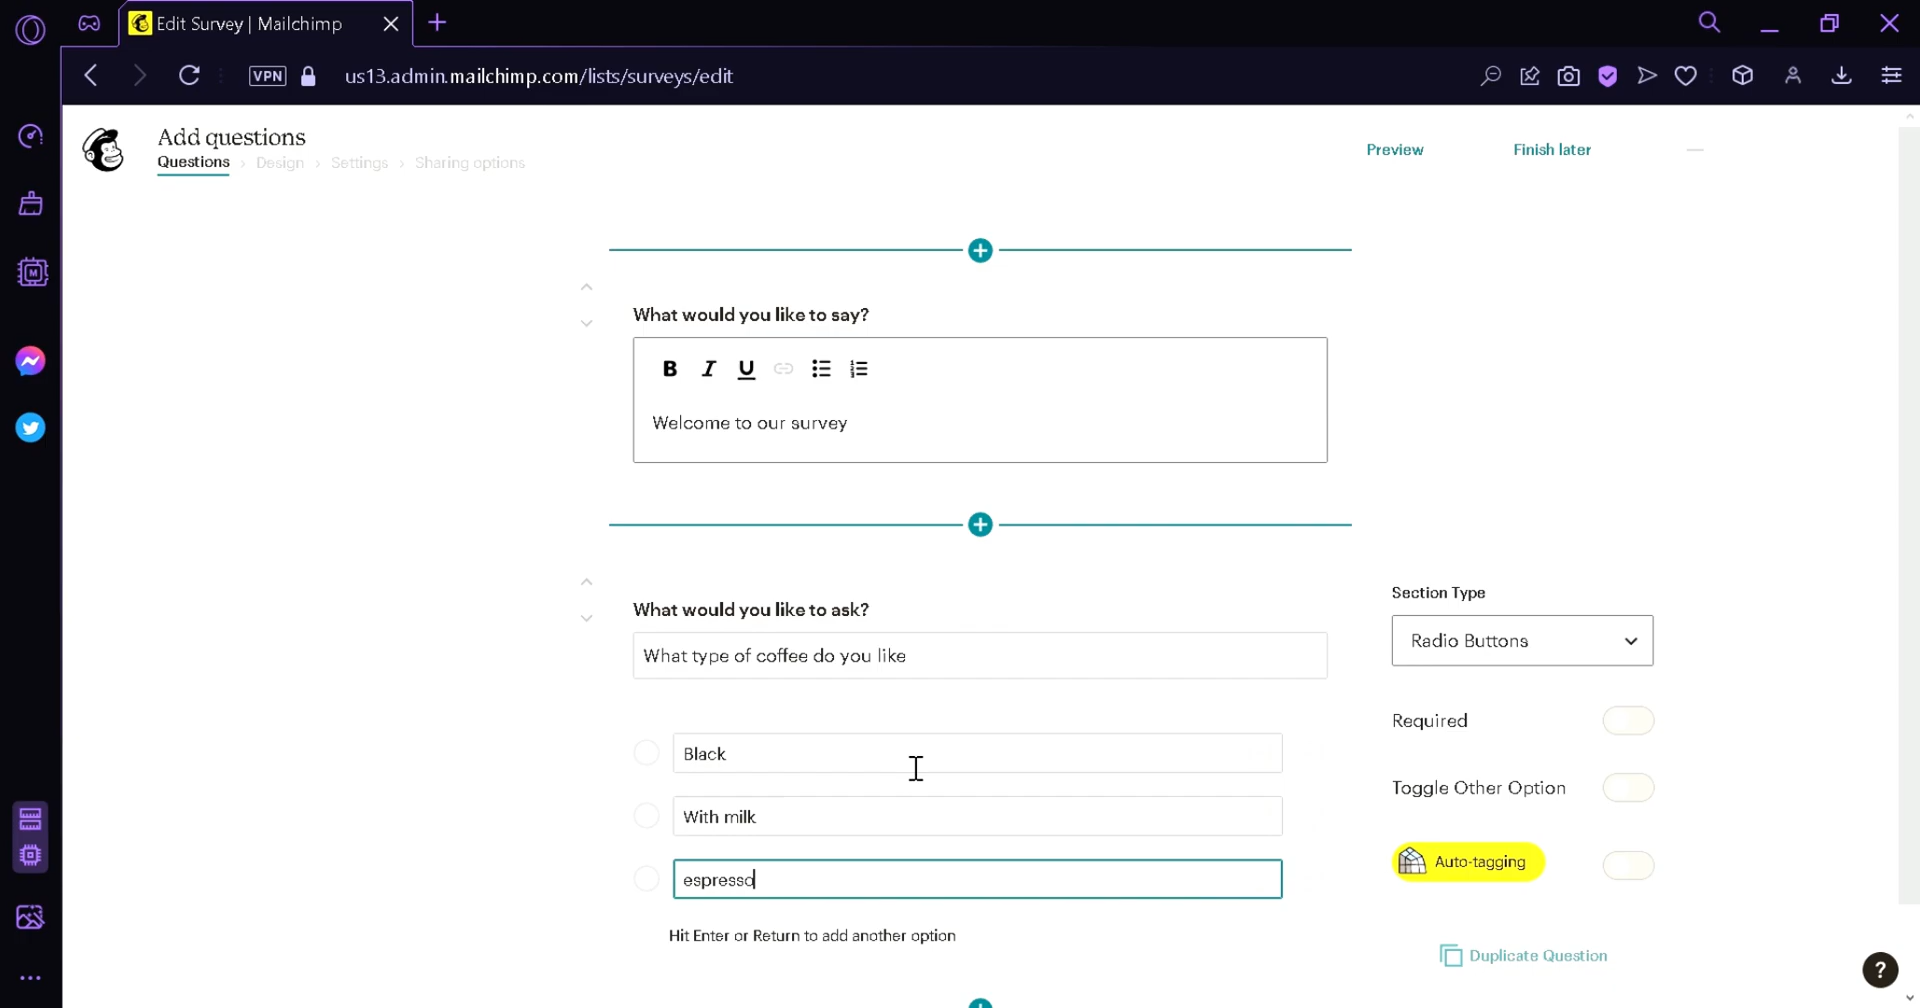 Edit Survey | Mailchimp
VPN us13.admin.mailchimp.com/lists/surveys/edit
Add questions
Questions › Design › Settings › Sharing options
Preview
Finish later
What would you like to say?
B I U
Welcome to our survey
What would you like to ask?
What type of coffee do you like
Black
With milk
espresso
Hit Enter or Return to add another option
Section Type
Radio Buttons
Required
Toggle Other Option
Auto-tagging
Duplicate Question
?